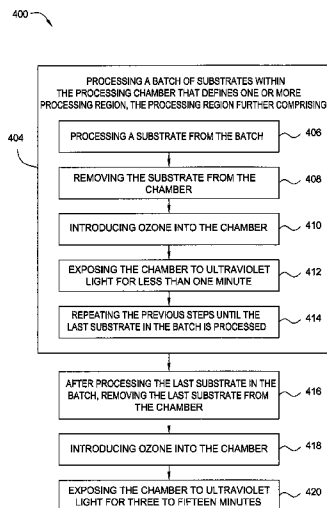 400
PROCESSING A BATCH OF SUBSTRATES WITHIN
THE PROCESSING CHAMBER THAT DEFINES ONE OR MORE
PROCESSING REGION, THE PROCESSING REGION FURTHER COMPRISING
404
PROCESSING A SUBSTRATE FROM THE BATCH
406
REMOVING THE SUBSTRATE FROM THE
CHAMBER
408
INTRODUCING OZONE INTO THE CHAMBER
410
EXPOSING THE CHAMBER TO ULTRAVIOLET
LIGHT FOR LESS THAN ONE MINUTE
412
REPEATING THE PREVIOUS STEPS UNTIL THE
LAST SUBSTRATE IN THE BATCH IS PROCESSED
414
AFTER PROCESSING THE LAST SUBSTRATE IN THE
BATCH, REMOVING THE LAST SUBSTRATE FROM
THE CHAMBER
416
INTRODUCING OZONE INTO THE CHAMBER
418
EXPOSING THE CHAMBER TO ULTRAVIOLET
LIGHT FOR THREE TO FIFTEEN MINUTES
420